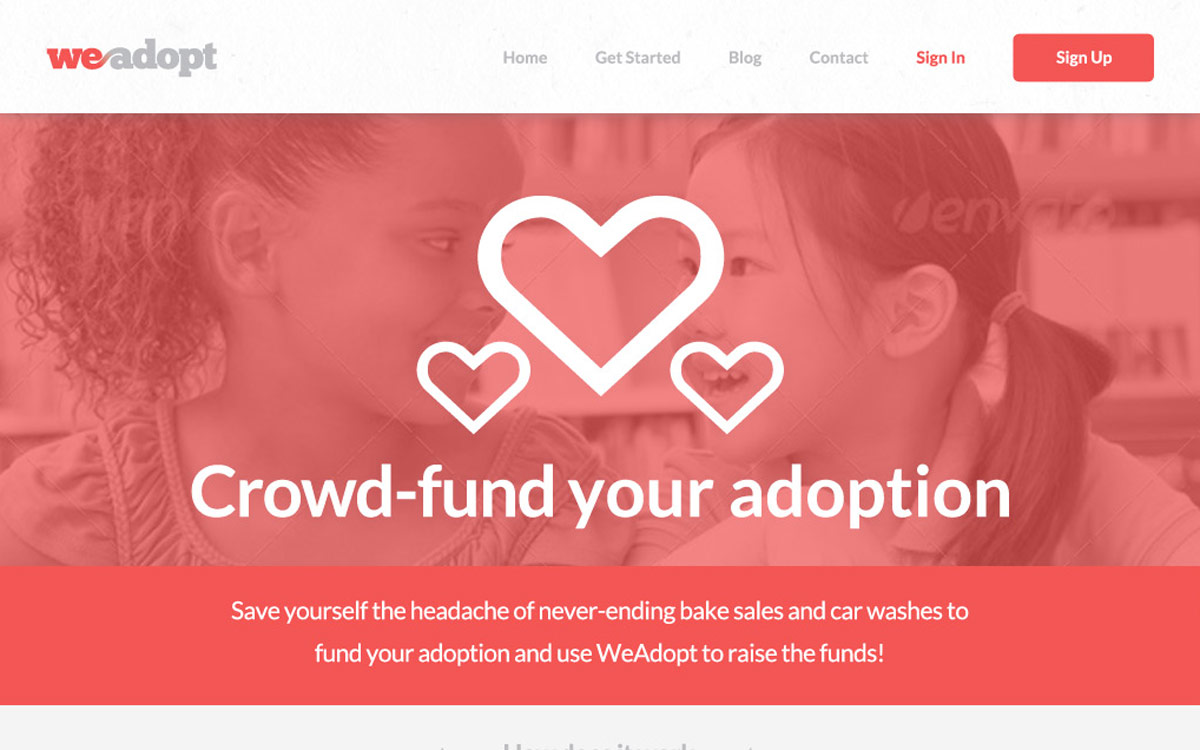 weadopt
Home Get Started Blog Contact Sign In Sign Up
envato
Crowd-fund your adoption
Save yourself the headache of never-ending bake sales and car washes to
fund your adoption and use WeAdopt to raise the funds!